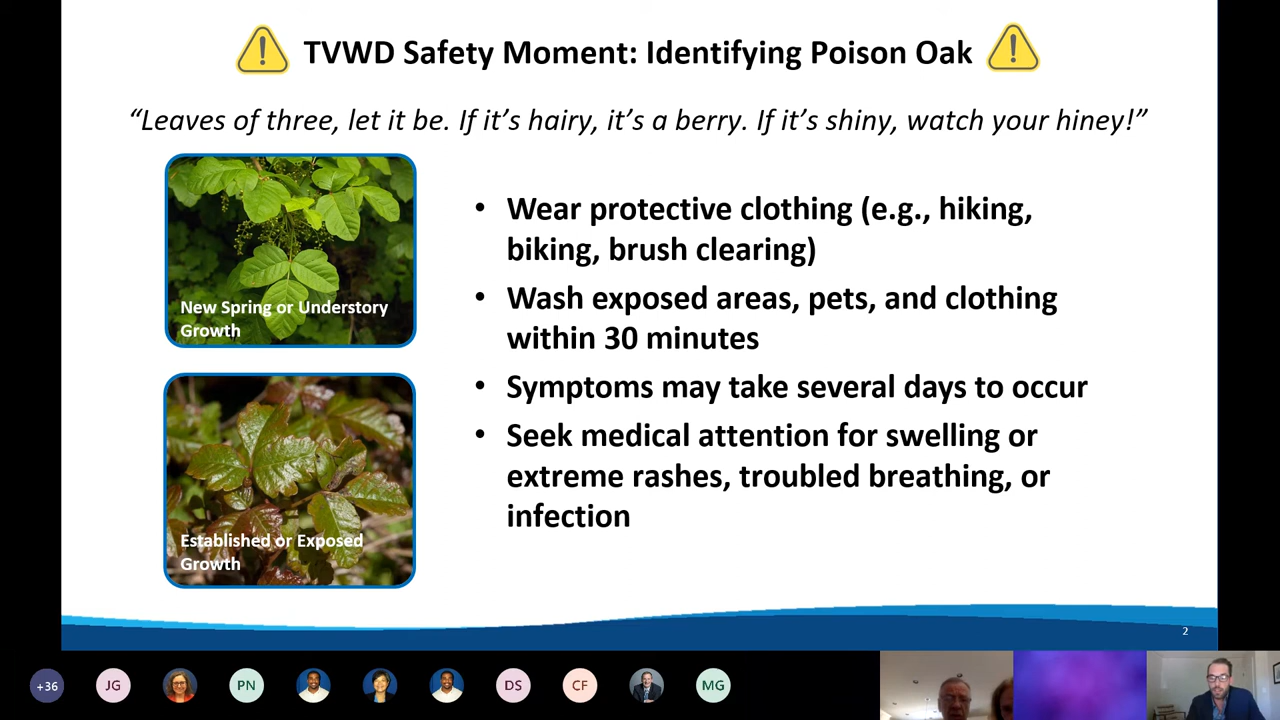 TVWD Safety Moment: Identifying Poison Oak
“Leaves of three, let it be. If it’s hairy, it’s a berry. If it’s shiny, watch your hiney!”
New Spring or Understory
Growth
Established or Exposed
Growth
• Wear protective clothing (e.g., hiking,
biking, brush clearing)
• Wash exposed areas, pets, and clothing
within 30 minutes
• Symptoms may take several days to occur
• Seek medical attention for swelling or
extreme rashes, troubled breathing, or
infection
2
+36 JG PN DS CF MG